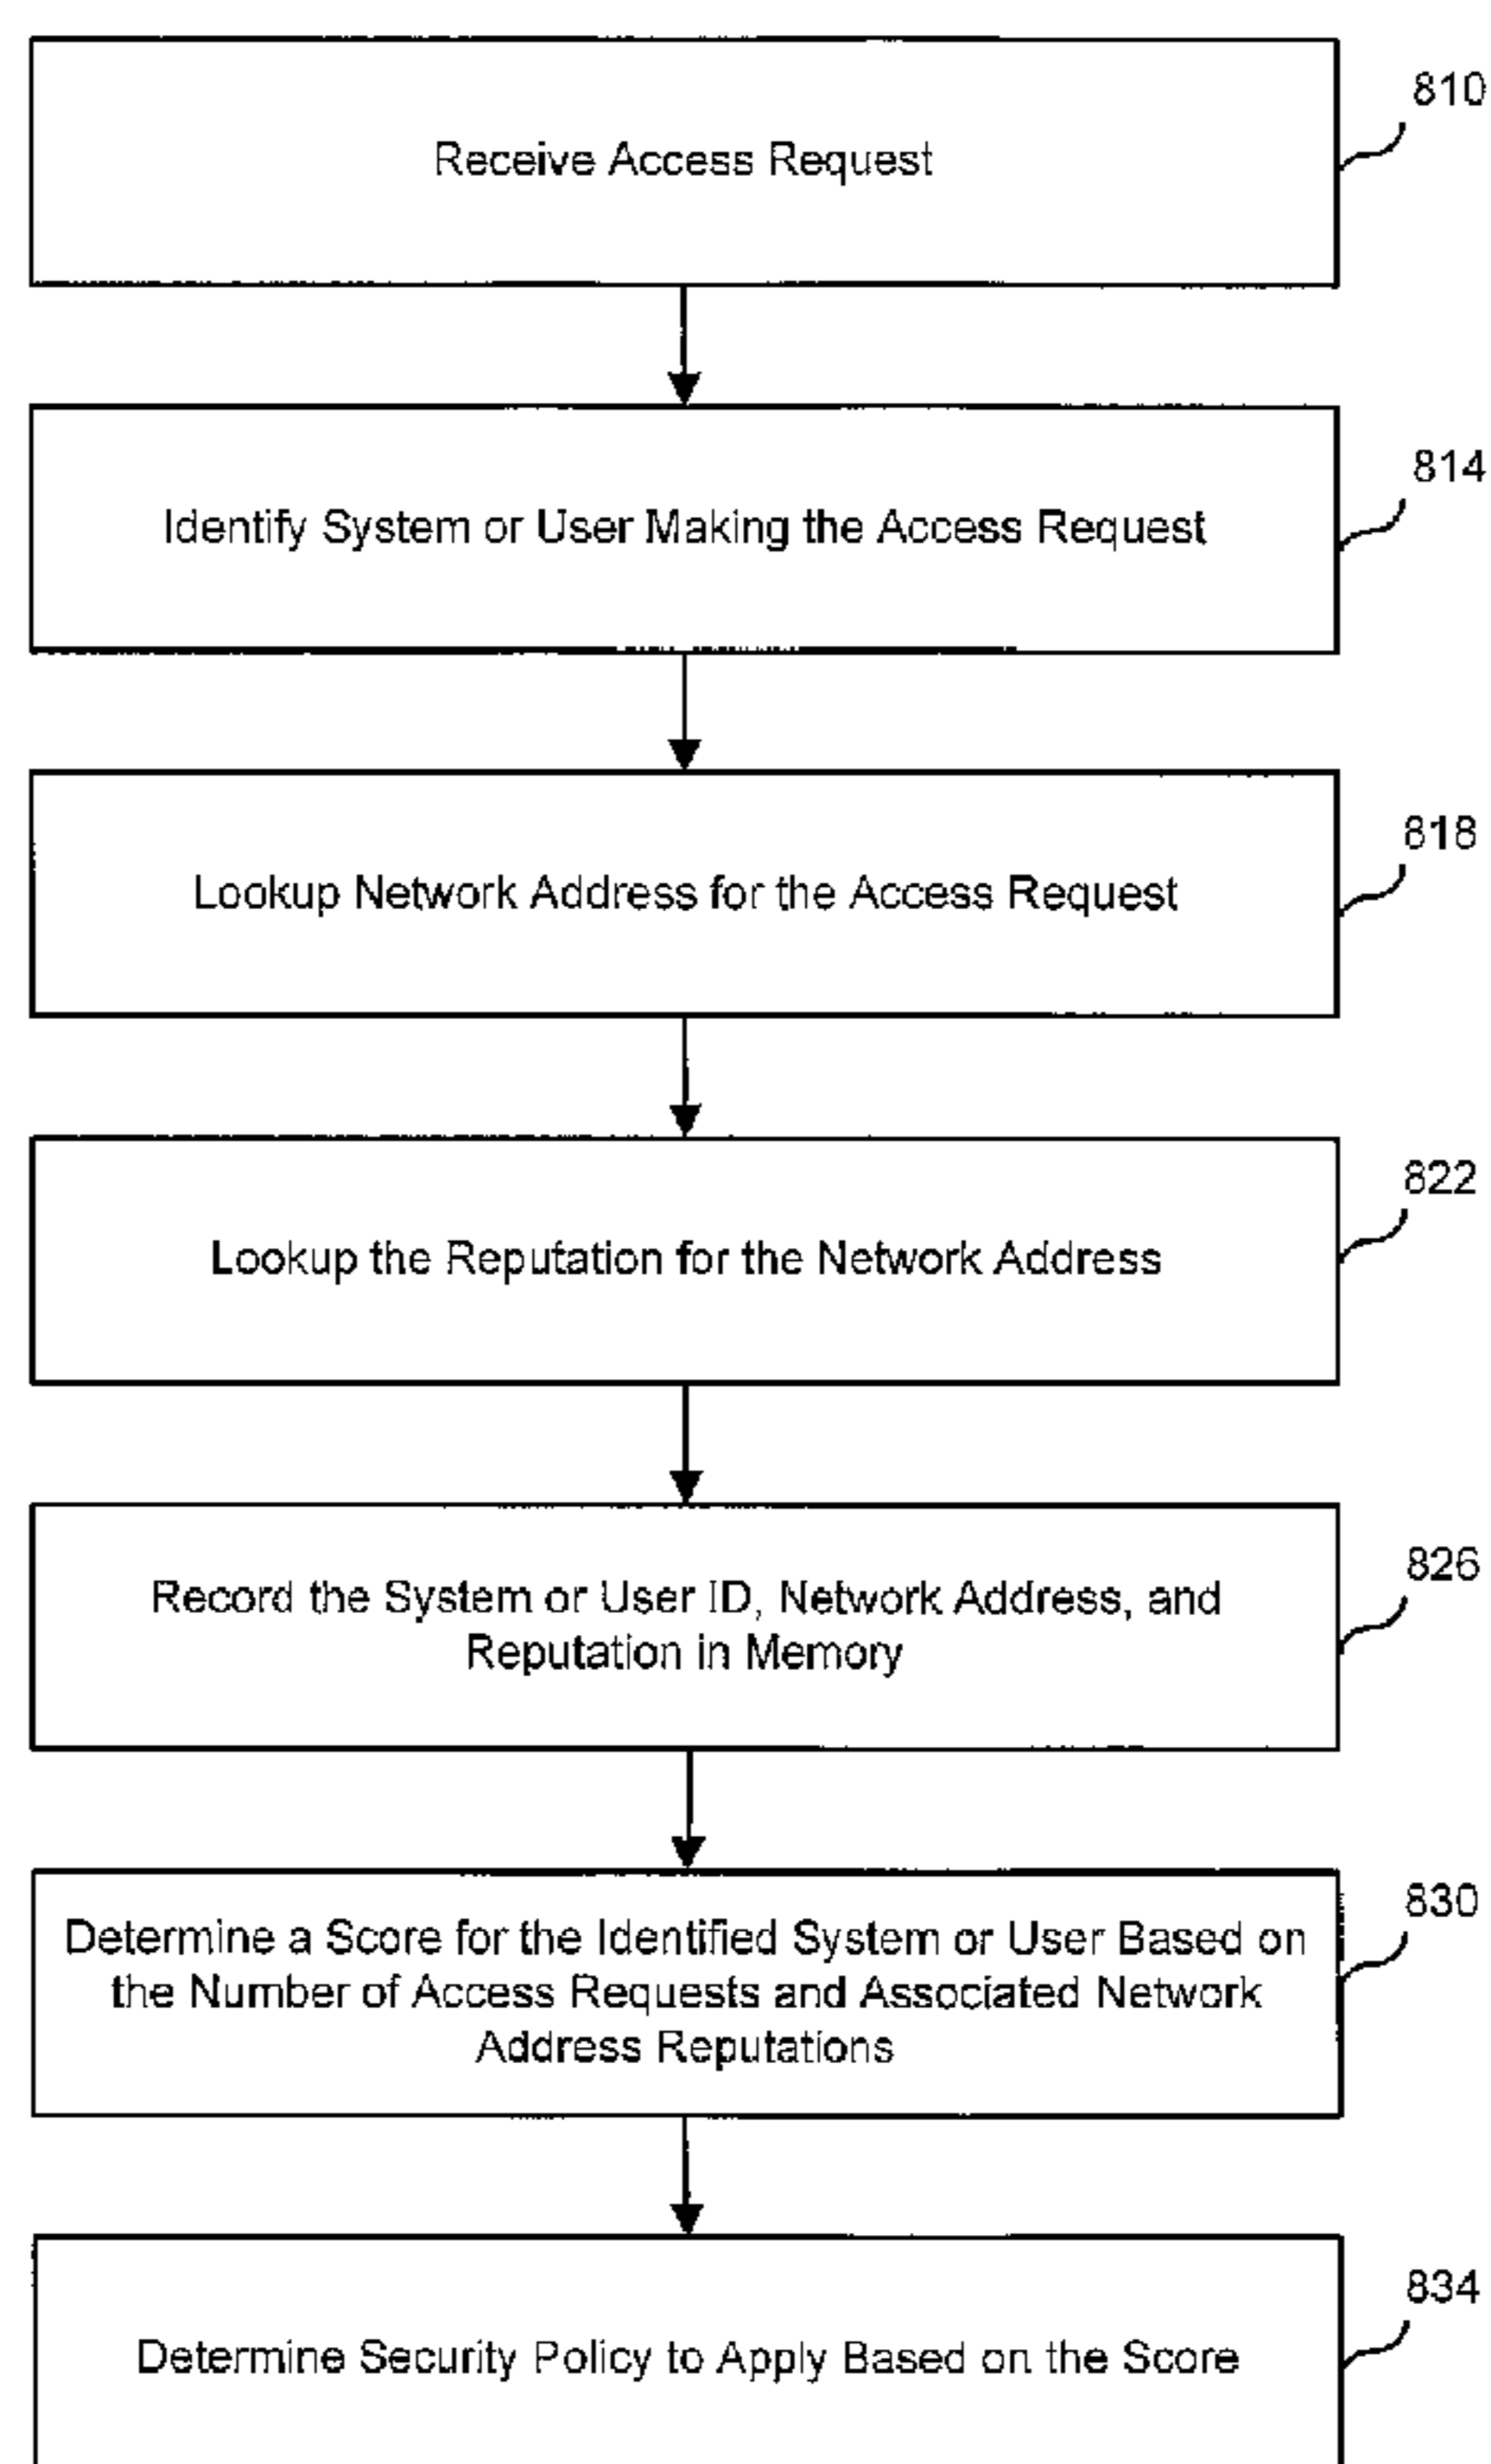 810
Receive Access Request
814
Identify System or User Making the Access Request
818
Lookup Network Address for the Access Request
822
Lookup the Reputation for the Network Address
826
Record the System or User ID, Network Address, and
Reputation in Memory
830
Determine a Score for the Identified System or User Based on
the Number of Access Requests and Associated Network
Address Reputations
834
Determine Security Policy to Apply Based on the Score